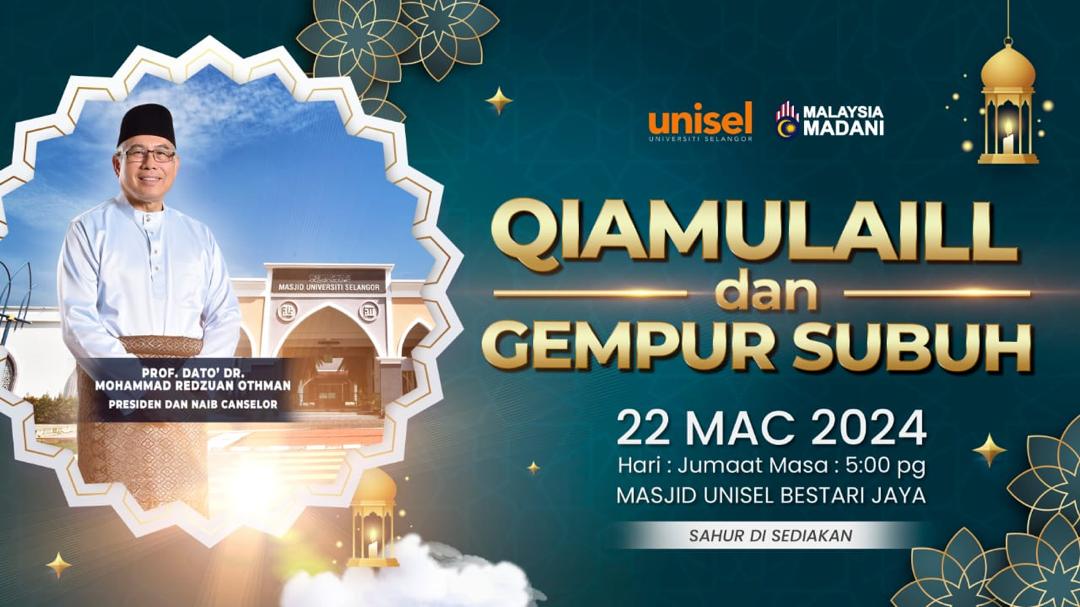 unisel
UNIVERSITI SELANGOR
MALAYSIA
MADANI
QIAMULAILL
dan
GEMPUR SUBUH
22 MAC 2024
Hari : Jumaat Masa : 5:00 pg
MASJID UNISEL BESTARI JAYA
SAHUR DI SEDIAKAN
MASJID UNIVERSITI SELANGOR
PROF. DATO' DR.
MOHAMMAD REDZUAN OTHMAN
PRESIDEN DAN NAIB CANSELOR